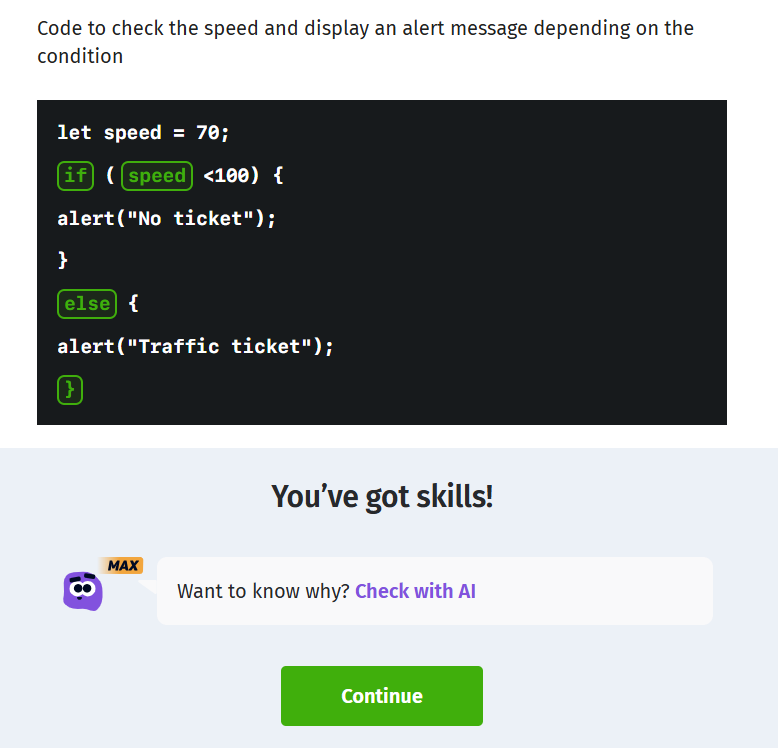 Code to check the speed and display an alert message depending on the
condition
let speed = 70;
if ( speed <100) {
alert("No ticket");
}
else {
alert("Traffic ticket");
}
You’ve got skills!
MAX
Want to know why? Check with AI
Continue